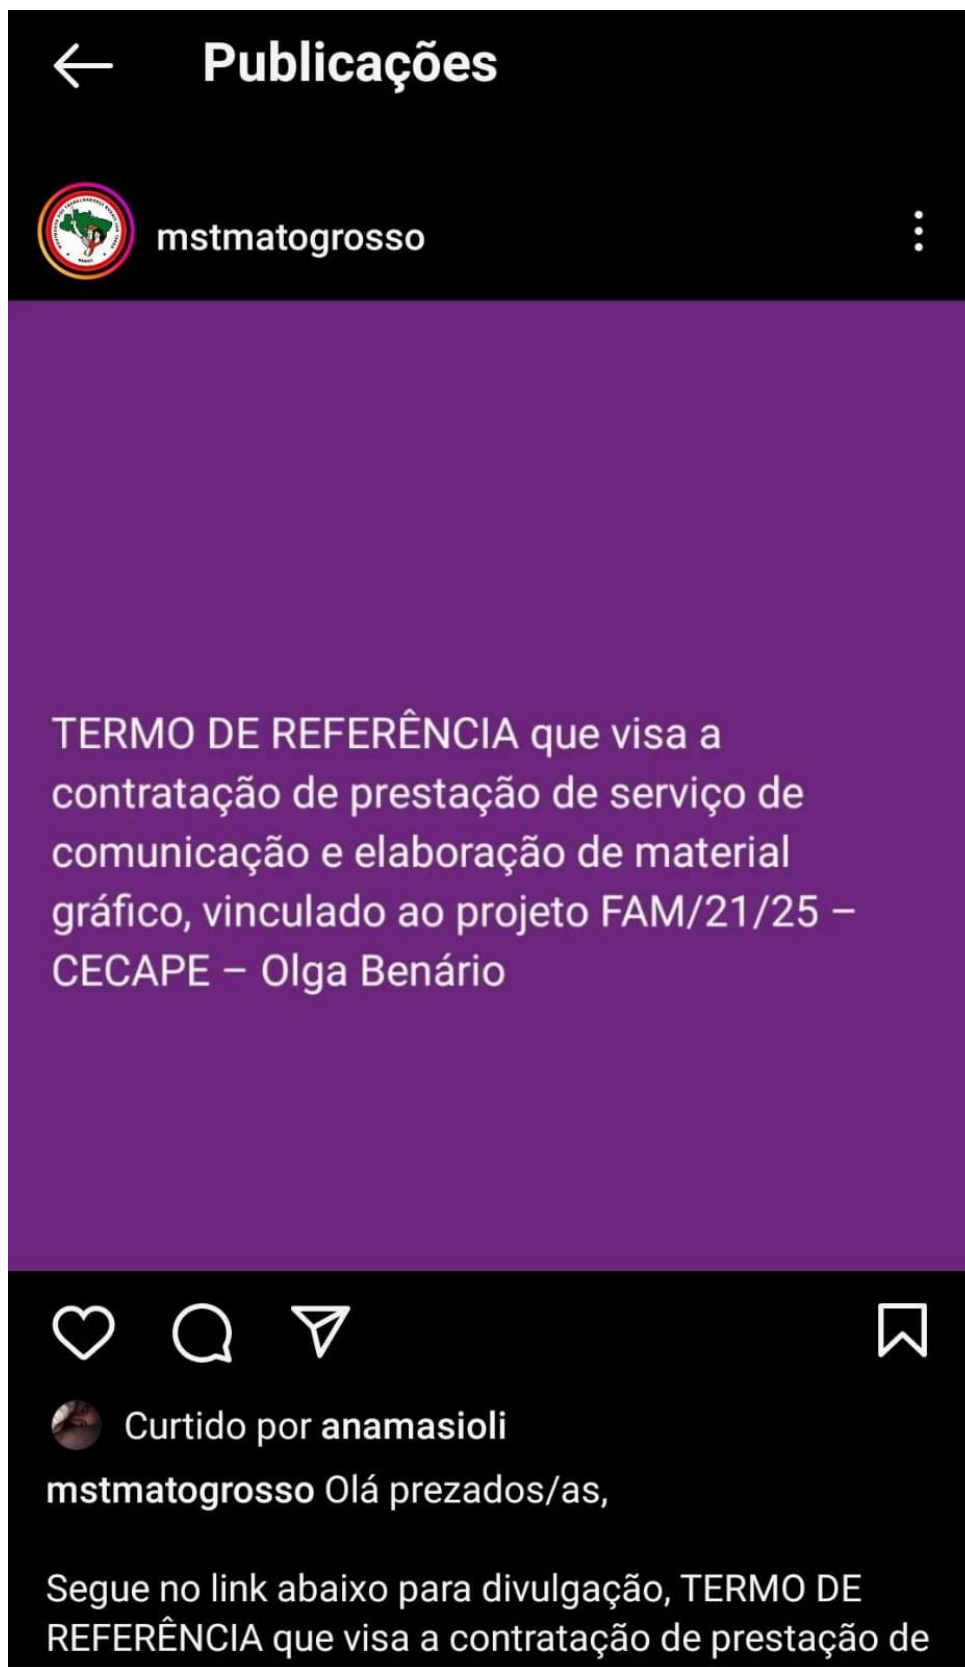 Publicações
mstmatogrosso
TERMO DE REFERÊNCIA que visa a
contratação de prestação de serviço de
comunicação e elaboração de material
gráfico, vinculado ao projeto FAM/21/25 –
CECAPE – Olga Benário
Curtido por anamasioli
mstmatogrosso Olá prezados/as,
Segue no link abaixo para divulgação, TERMO DE
REFERÊNCIA que visa a contratação de prestação de